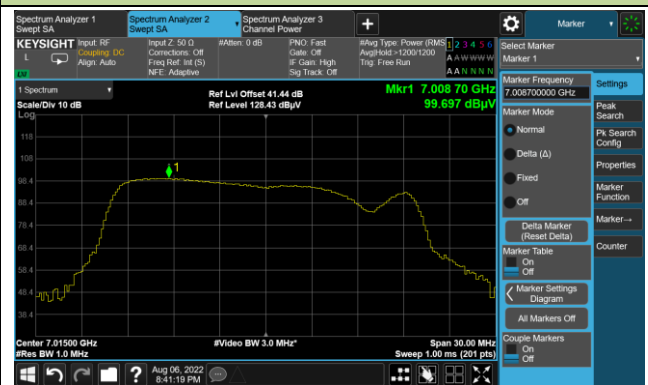 Spectrum Analyzer 1
Swept SA
Spectrum Analyzer 2
Swept SA
Spectrum Analyzer 3
Channel Power
Marker
KEYSIGHT
L
Input: RF
Coupling: DC
Align: Auto
Input Z: 50 Ω
Corrections: Off
Freq Ref: Int (S)
NFE: Adaptive
#Atten: 0 dB
PNO: Fast
Gate: Off
IF Gain: High
Sig Track: Off
#Avg Type: Power (RMS
Avg|Hold:>1200/1200
Trig: Free Run
1 2 3 4 5 6
A A W W W W
A A N N N N
Select Marker
Marker 1
1 Spectrum
Scale/Div 10 dB
Log
Ref Lvl Offset 41.44 dB
Ref Level 128.43 dBµV
Mkr1 7.008 70 GHz
99.697 dBµV
118
108
98.4
88.4
78.4
68.4
58.4
48.4
38.4
1
Center 7.01500 GHz
#Res BW 1.0 MHz
#Video BW 3.0 MHz*
Span 30.00 MHz
Sweep 1.00 ms (201 pts)
Marker Frequency
7.008700000 GHz
Marker Mode
Normal
Delta (Δ)
Fixed
Off
Delta Marker
(Reset Delta)
Marker Table
On
Off
Marker Settings
Diagram
All Markers Off
Couple Markers
On
Off
Settings
Peak
Search
Pk Search
Config
Properties
Marker
Function
Marker→
Counter
?
Aug 06, 2022
8:41:19 PM